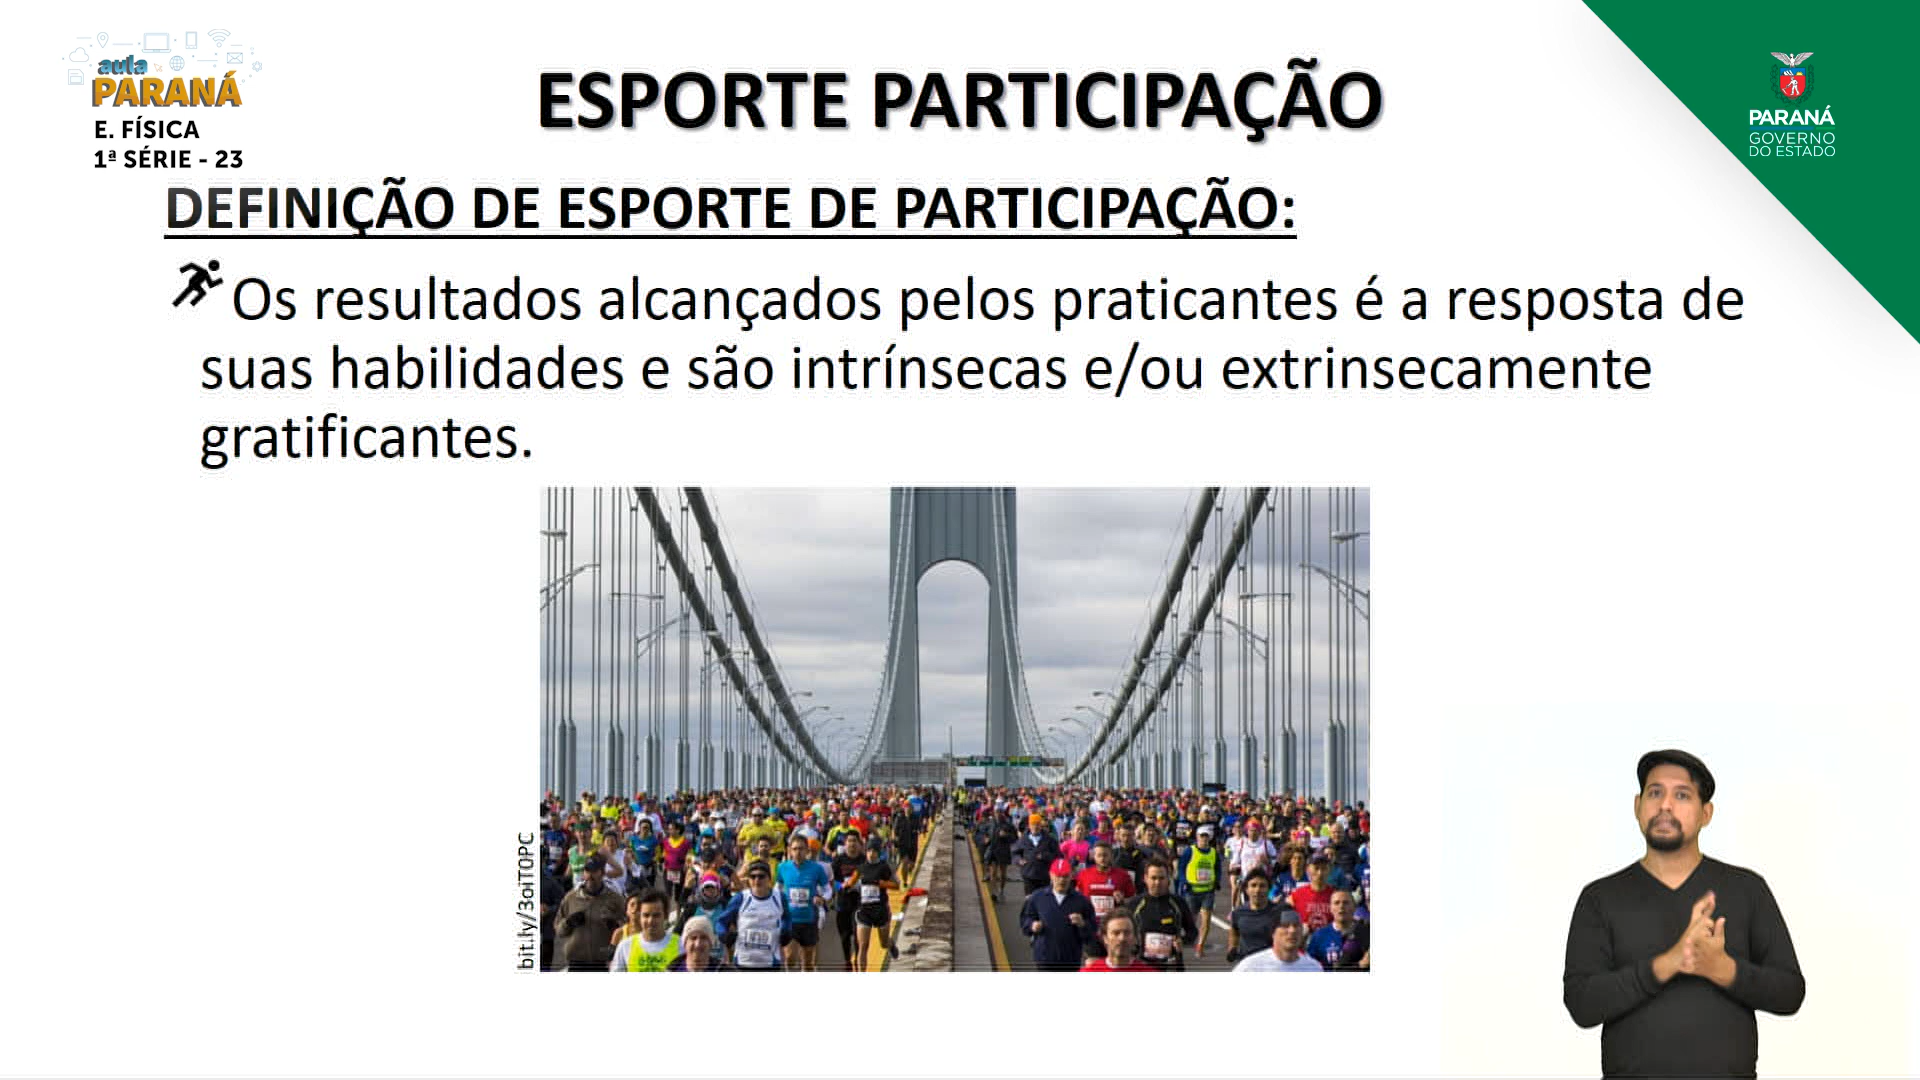 aula
PARANÁ
E. FÍSICA
1ª SÉRIE - 23
ESPORTE PARTICIPAÇÃO
PARANÁ
GOVERNO
DO ESTADO
DEFINIÇÃO DE ESPORTE DE PARTICIPAÇÃO:
Os resultados alcançados pelos praticantes é a resposta de
suas habilidades e são intrínsecas e/ou extrinsecamente
gratificantes.
bit.ly/3oiT0PC